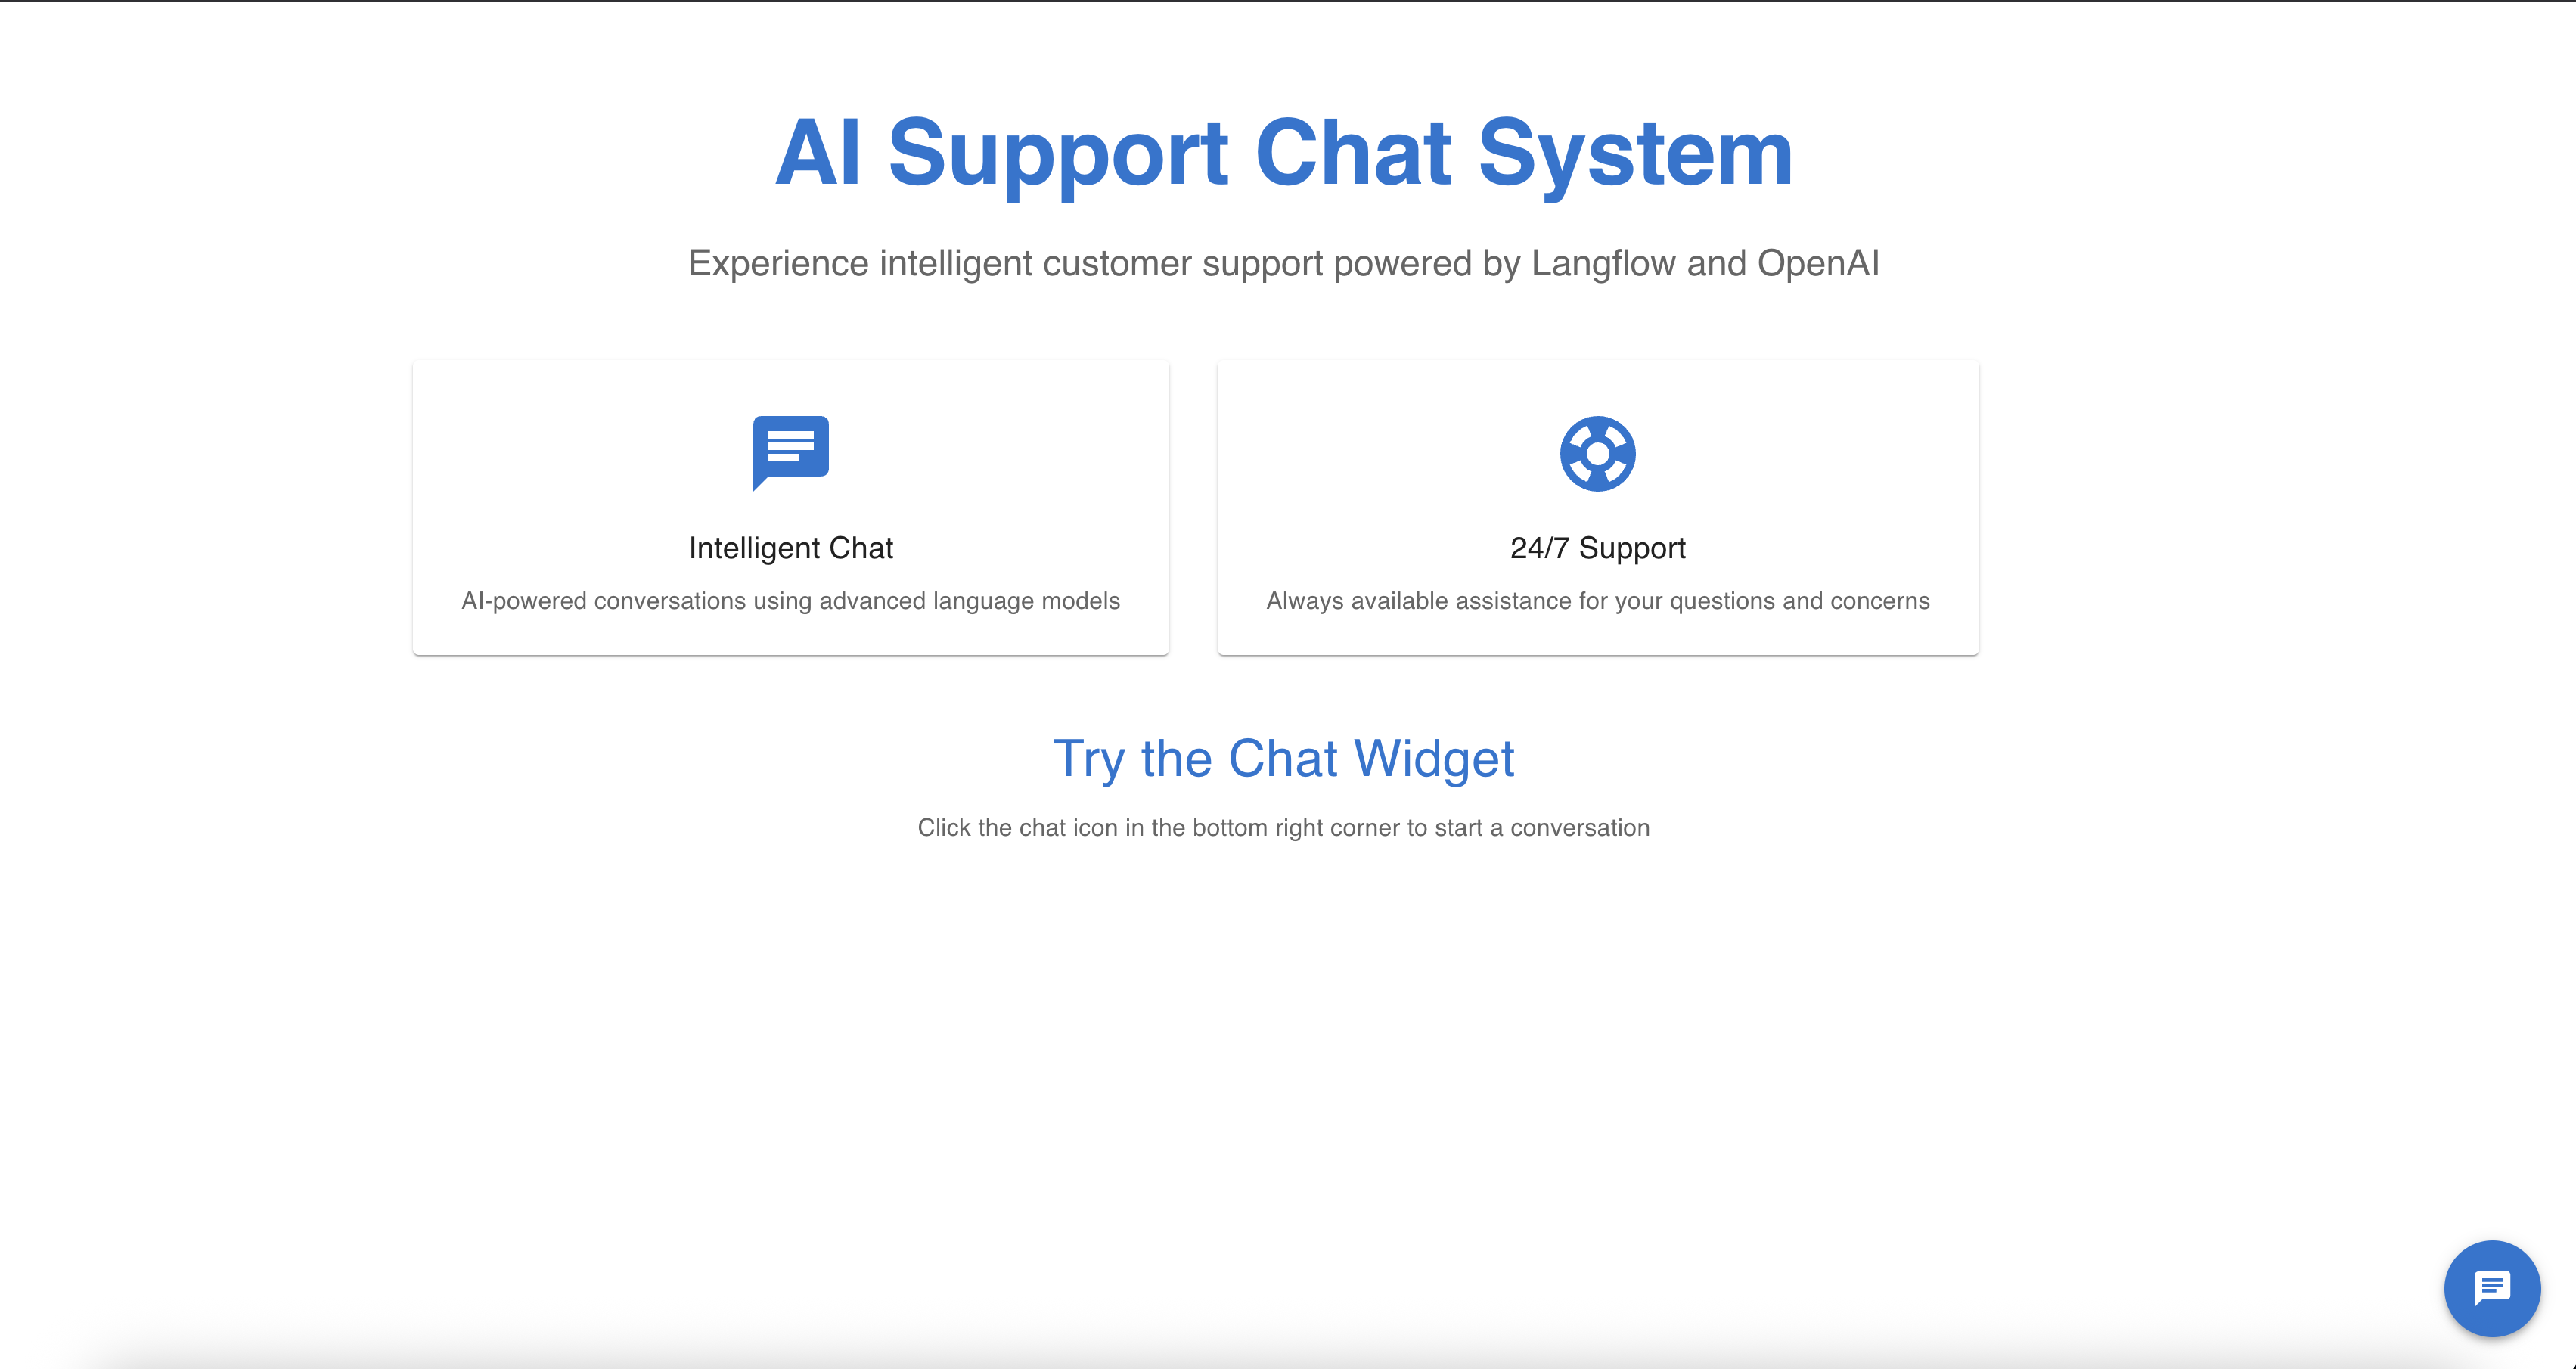 AI Support Chat System
Experience intelligent customer support powered by Langflow and OpenAI
Intelligent Chat
AI-powered conversations using advanced language models
24/7 Support
Always available assistance for your questions and concerns
Try the Chat Widget
Click the chat icon in the bottom right corner to start a conversation